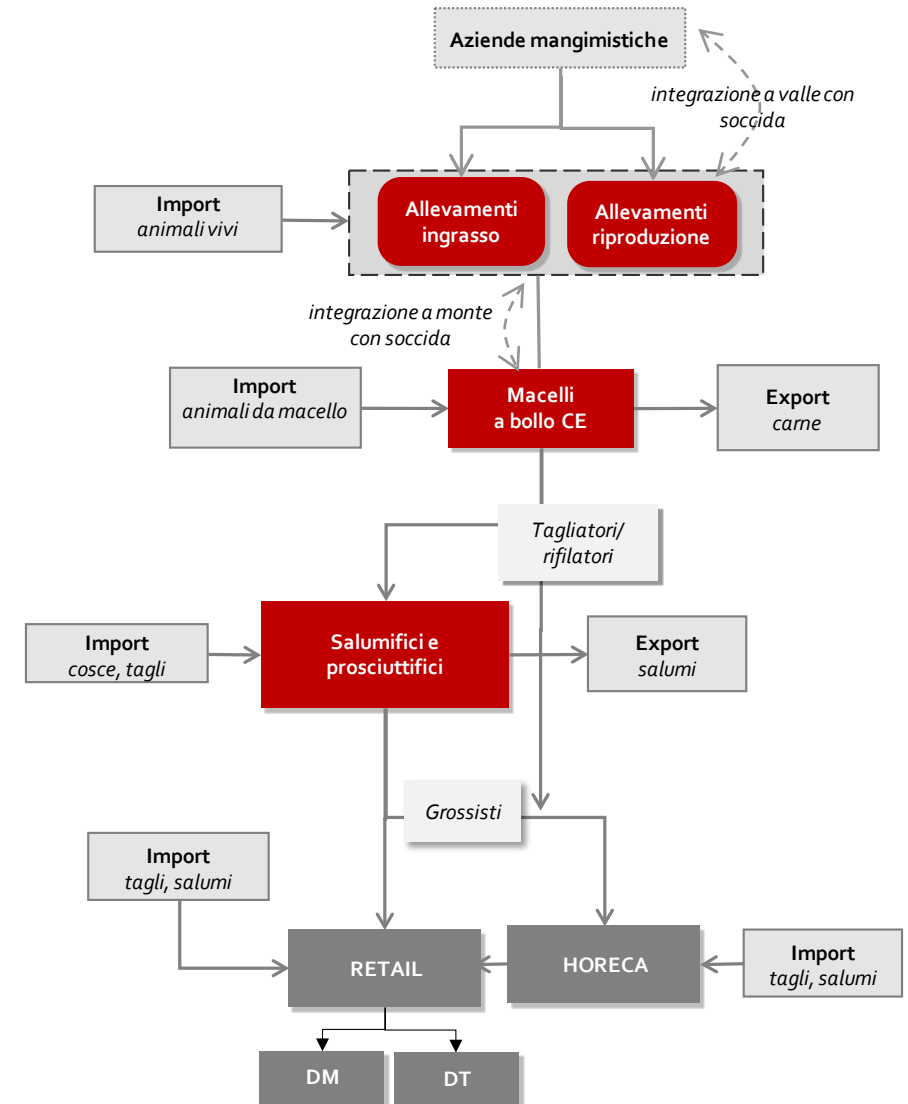 Aziende mangimistiche
integrazione a valle con
soccida
Import
animali vivi
Allevamenti
ingrasso
Allevamenti
riproduzione
integrazione a monte
con soccida
Import
animali da macello
Macelli
a bollo CE
Export
carne
Tagliatori/
rifilatori
Import
cosce, tagli
Salumifici e
prosciuttifici
Export
salumi
Grossisti
Import
tagli, salumi
RETAIL
HORECA
Import
tagli, salumi
DM
DT